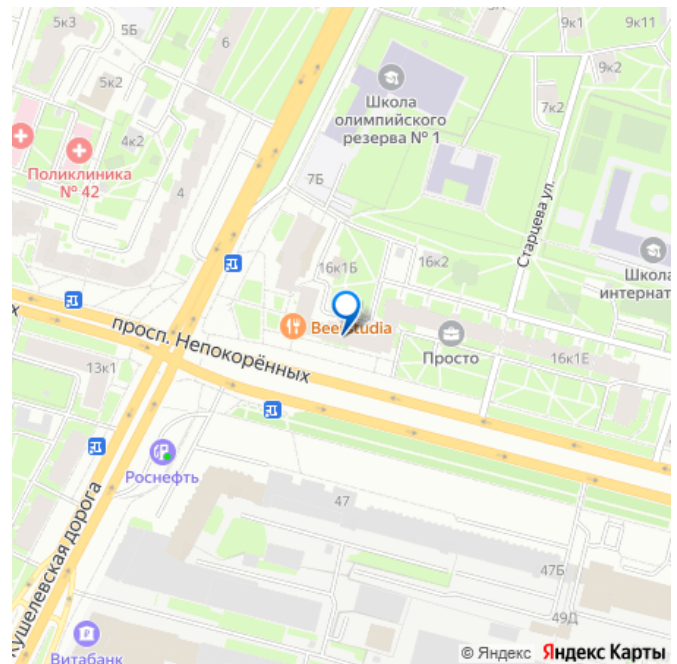 5к3
5Б
6
9к1
9к11
5к2
9к2
Школа
олимпийского
резерва № 1
7к2
4к2
Поликлиника
№ 42
7Б
4
Старцева ул.
16к1Б
16к2
Школа
интернат
х
просп. Непокорённых
Beerstudia
Просто
13к1
16к1Е
Роснефть
47
Кушелевская дорога
47Б
49Д
Витабанк
© Яндекс Яндекс Карты